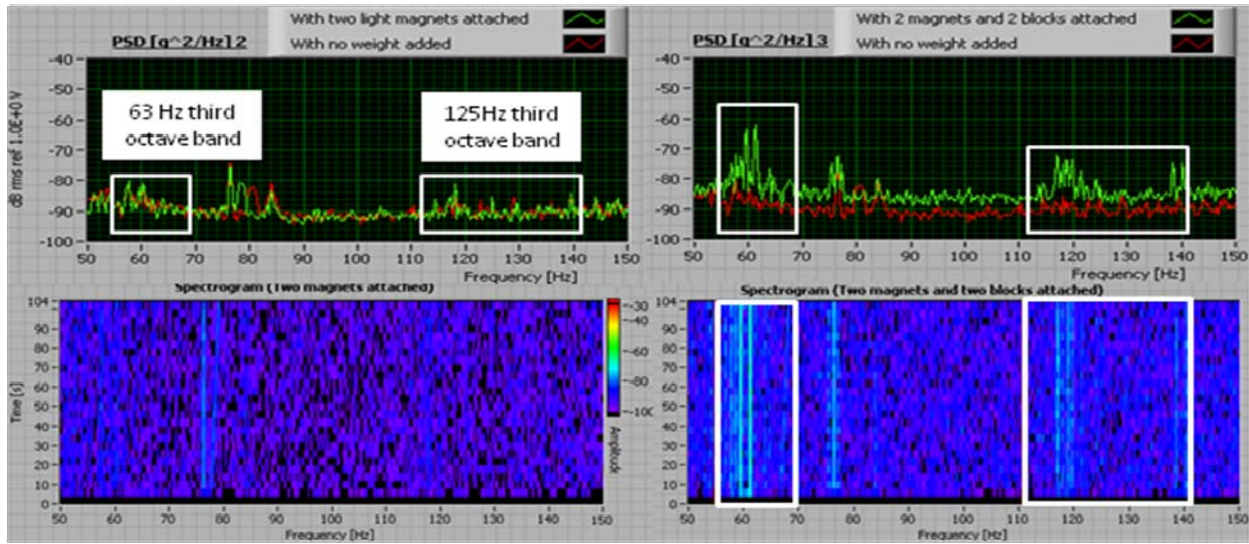 With two light magnets attached
PSD [g^2/Hz] 2
With no weight added
-40
-50
-60
-70
-80
-90
-100
dB rms ref 1.0E+0 V
63 Hz third
octave band
125Hz third
octave band
50 60 70 80 90 100 110 120 130 140 150
Frequency [Hz]
With 2 magnets and 2 blocks attached
PSD [g^2/Hz] 3
With no weight added
-40
-50
-60
-70
-80
-90
-100
50 60 70 80 90 100 110 120 130 140 150
Frequency [Hz]
Spectrogram (Two magnets attached)
104
90
80
70
60
50
40
30
20
10
0
Time [s]
50 60 70 80 90 100 110 120 130 140 150
Frequency [Hz]
-30
-40
-60
-80
-100
Amplitude
Spectrogram (Two magnets and two blocks attached)
104
90
80
70
60
50
40
30
20
10
0
50 60 70 80 90 100 110 120 130 140 150
Frequency [Hz]